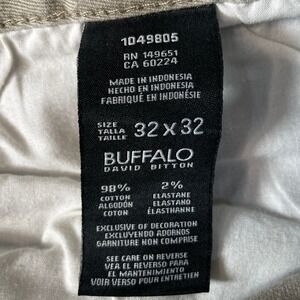 1049805
RN 149651
CA 60224
MADE IN INDONESIA
HECHO EN INDONESIA
FABRIQUÉ EN INDONÉSIE
SIZE
TALLA
TAILLE
32 x 32
BUFFALO
DAVID BITTON
98% 2%
COTTON ELASTANE
ALGODÓN ELASTANO
COTON ÉLASTHANNE
EXCLUSIVE OF DECORATION
EXCLUYENDO ADORNOS
GARNITURE NON COMPRISE
SEE CARE ON REVERSE
VEA EL REVERSO PARA
EL MANTENIMIENTO
VOIR VERSO POUR ENTRETIEN